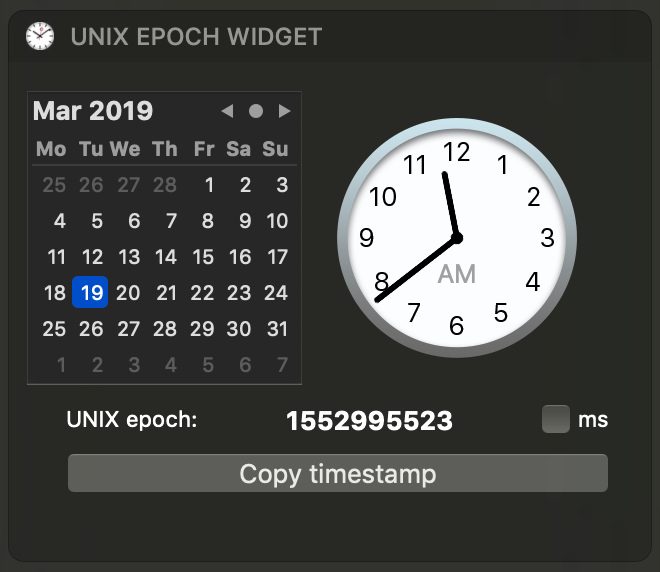 UNIX EPOCH WIDGET
Mar 2019
Mo Tu We Th Fr Sa Su
25 26 27 28 1 2 3
4 5 6 7 8 9 10
11 12 13 14 15 16 17
18 19 20 21 22 23 24
25 26 27 28 29 30 31
1 2 3 4 5 6 7
12
11 1
10 2
9 3
AM
8 4
7 5
6
UNIX epoch: 1552995523 ms
Copy timestamp